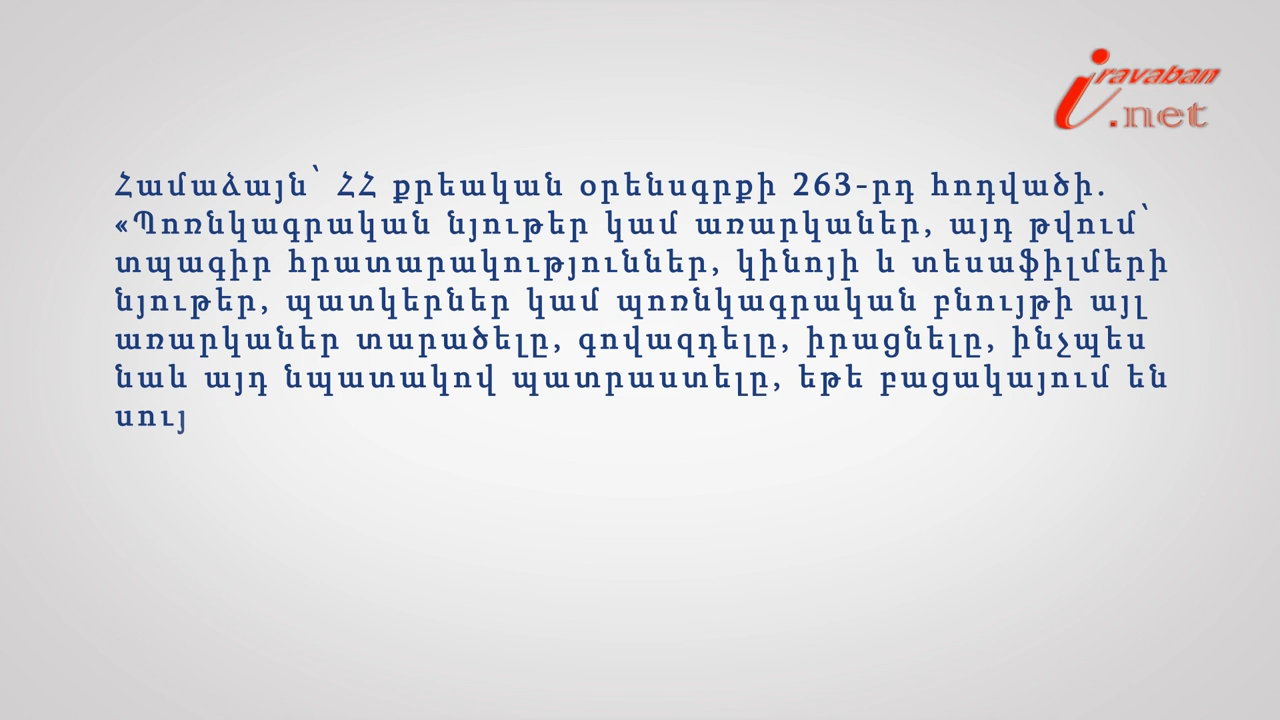 iravaban
.net
Համաձայն՝ ՀՀ քրեական օրենսգրքի 263-րդ հոդվածի.
«Պոռնկագրական նյութեր կամ առարկաներ, այդ թվում՝
տպագիր հրատարակություններ, կինոյի և տեսաֆիլմերի
նյութեր, պատկերներ կամ պոռնկագրական բնույթի այլ
առարկաներ տարածելը, գովազդելը, իրացնելը, ինչպես
նաև այդ նպատակով պատրաստելը, եթե բացակայում են
սույ